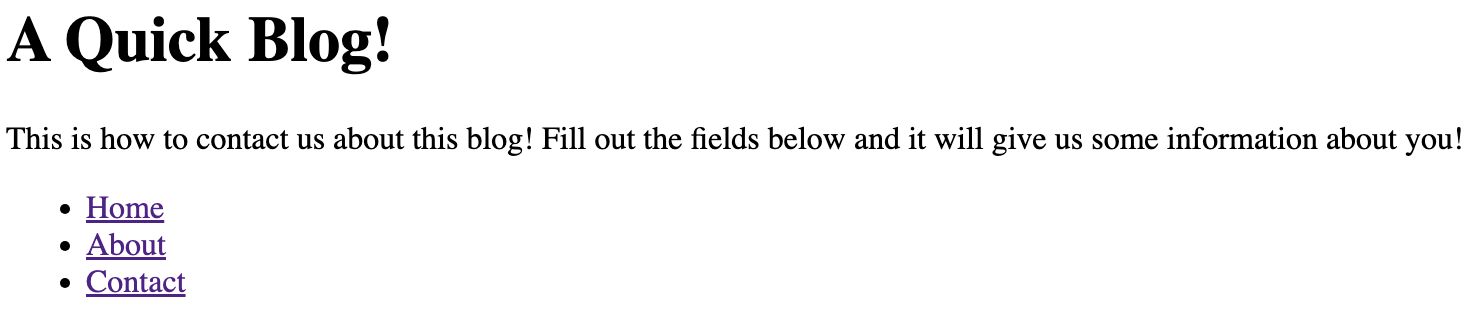 A Quick Blog!
This is how to contact us about this blog! Fill out the fields below and it will give us some information about you!
Home
About
Contact